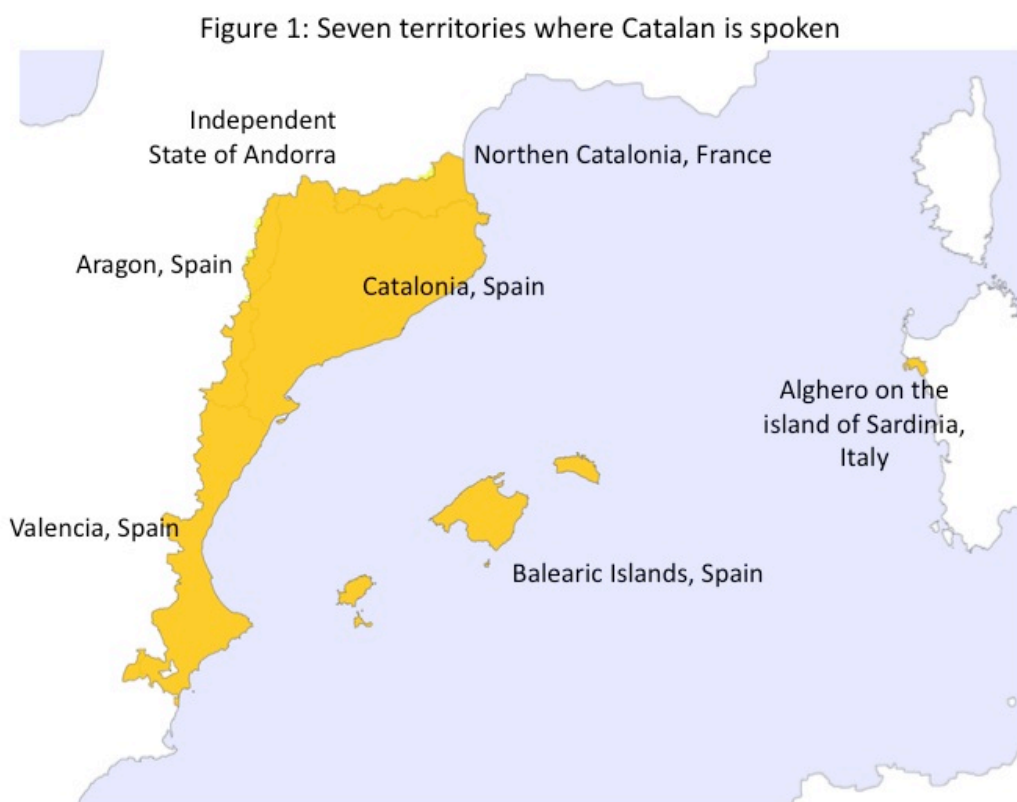 Figure 1: Seven territories where Catalan is spoken
Independent
State of Andorra
Northen Catalonia, France
Aragon, Spain
Catalonia, Spain
Alghero on the
island of Sardinia,
Italy
Valencia, Spain
Balearic Islands, Spain